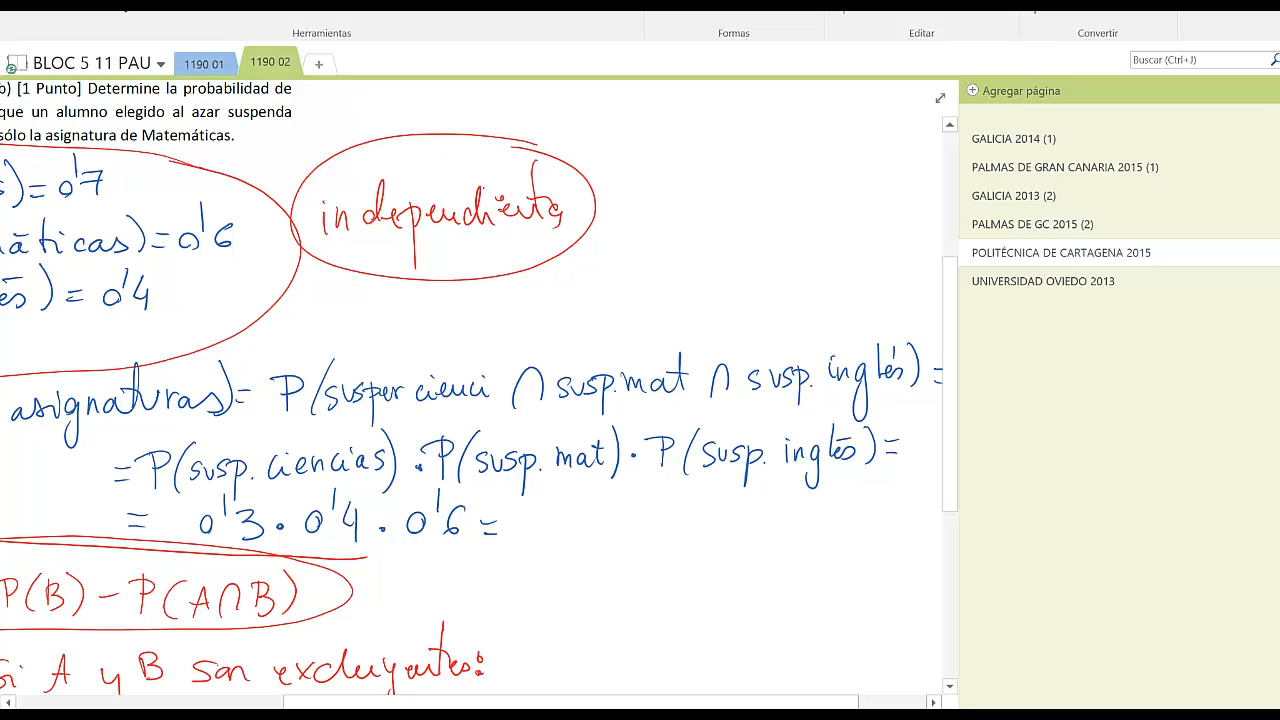 Herramientas Formas Editar Convertir
BLOC 5 11 PAU 1190 01 1190 02 + Buscar (Ctrl+J)
b) [1 Punto] Determine la probabilidad de
que un alumno elegido al azar suspenda
sólo la asignatura de Matemáticas.
s) = 0'7
áticas) = 0'6
és) = 0'4
independientes
asignaturas) = P(susper cienci ∩ susp.mat ∩ susp. inglés) =
= P(susp. ciencias) · P(susp. mat) · P(susp. inglés) =
= 0'3 · 0'4 · 0'6 =
P(B) - P(A∩B)
si A y B son excluyentes:
Agregar página
GALICIA 2014 (1)
PALMAS DE GRAN CANARIA 2015 (1)
GALICIA 2013 (2)
PALMAS DE GC 2015 (2)
POLITÉCNICA DE CARTAGENA 2015
UNIVERSIDAD OVIEDO 2013